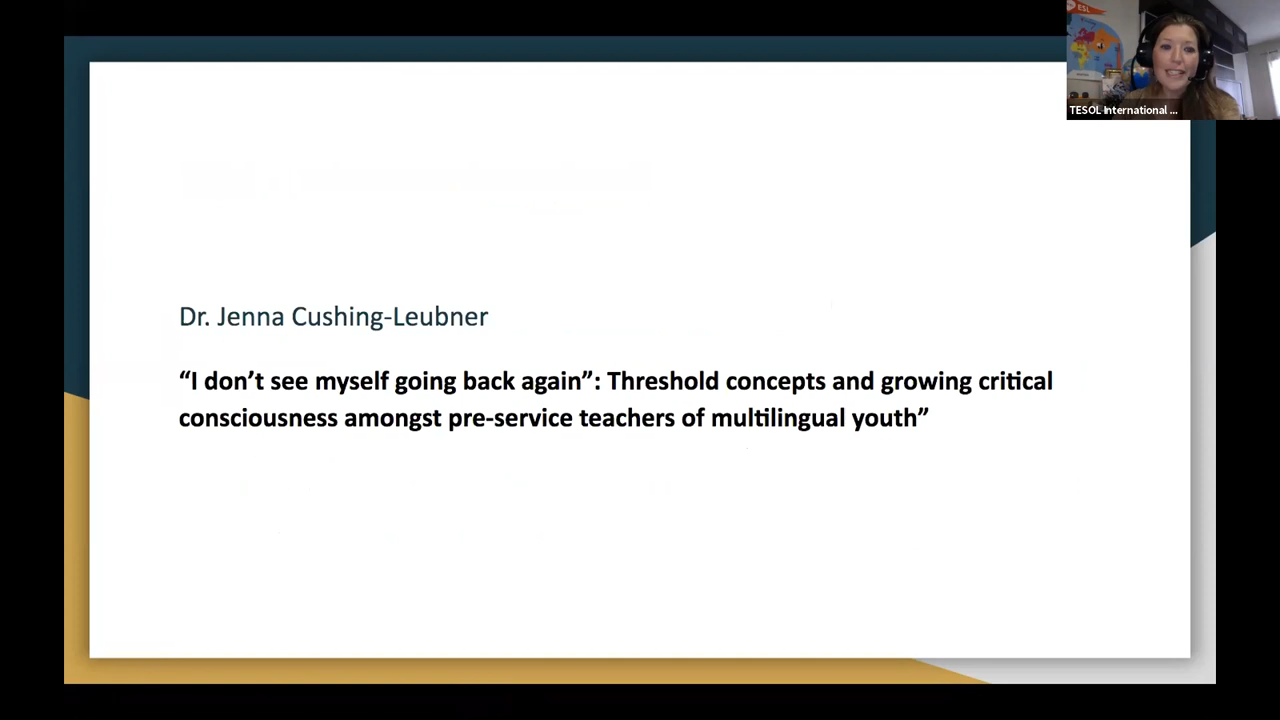 ESL
TESOL International ...
Dr. Jenna Cushing-Leubner
“I don’t see myself going back again”: Threshold concepts and growing critical
consciousness amongst pre-service teachers of multilingual youth”